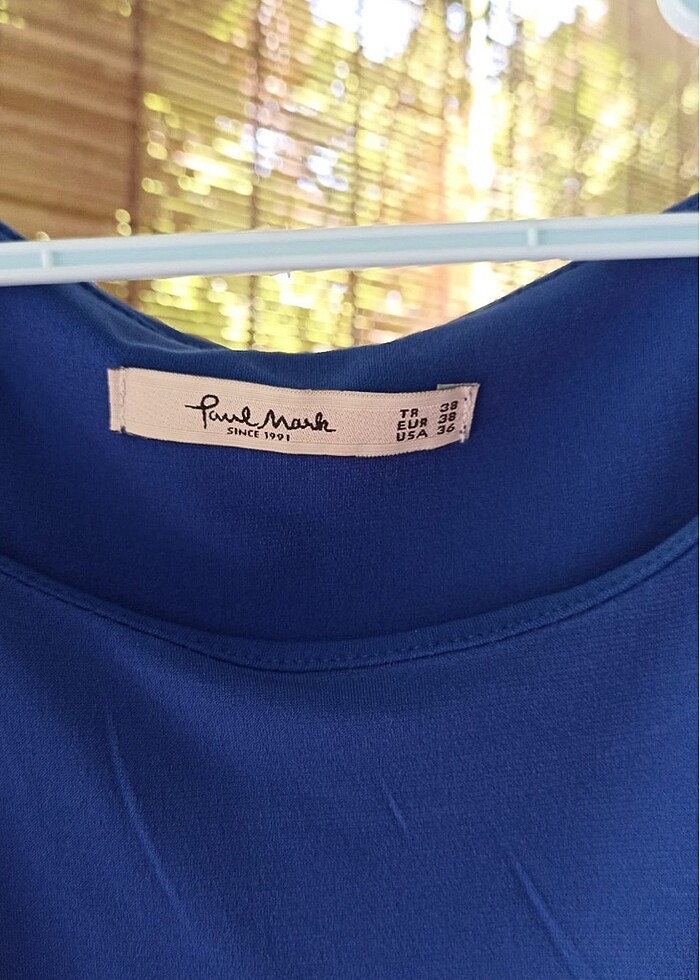 Paul Mark
SINCE 1991
TR 38
EUR 38
USA 36